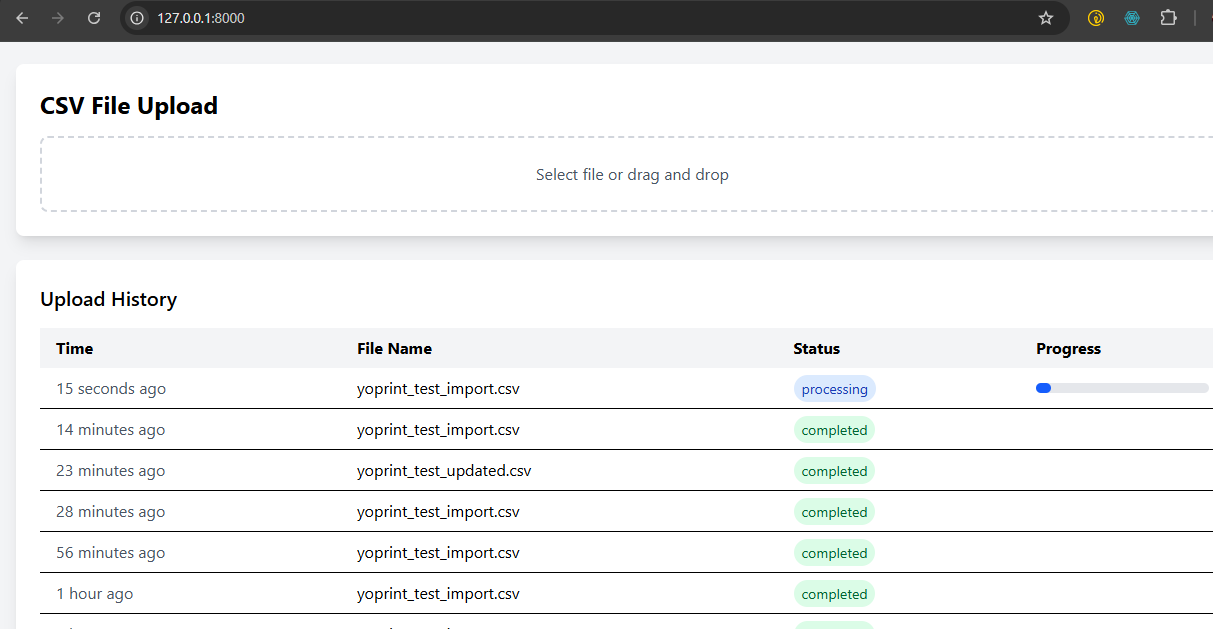 127.0.0.1:8000
CSV File Upload
Select file or drag and drop
Upload History
Time File Name Status Progress
15 seconds ago yoprint_test_import.csv processing
14 minutes ago yoprint_test_import.csv completed
23 minutes ago yoprint_test_updated.csv completed
28 minutes ago yoprint_test_import.csv completed
56 minutes ago yoprint_test_import.csv completed
1 hour ago yoprint_test_import.csv completed